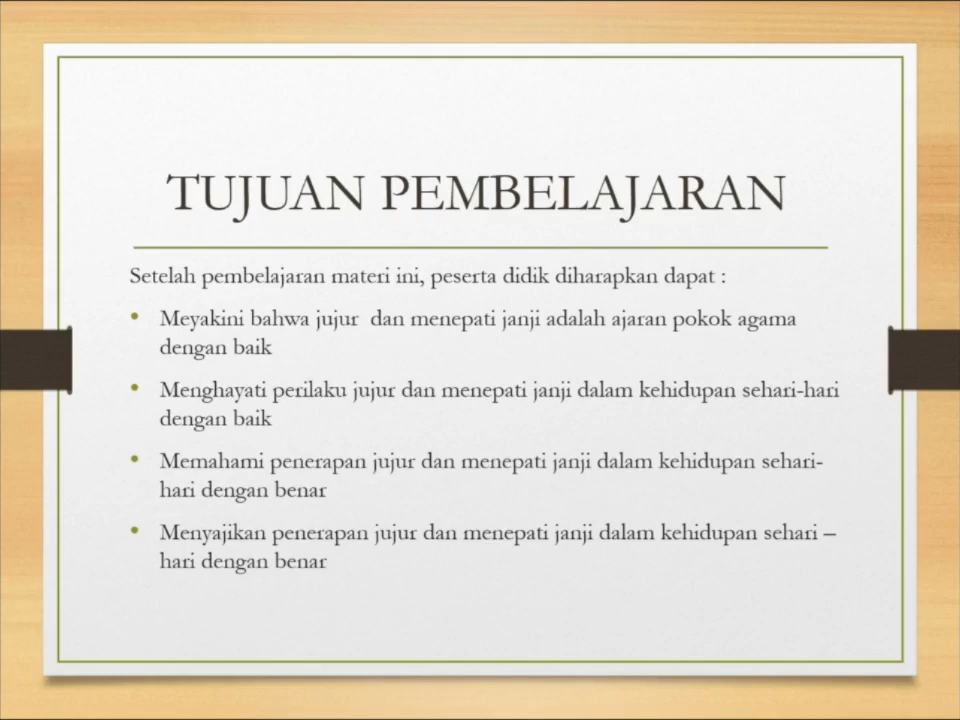 TUJUAN PEMBELAJARAN
Setelah pembelajaran materi ini, peserta didik diharapkan dapat :
• Meyakini bahwa jujur  dan menepati janji adalah ajaran pokok agama
dengan baik
• Menghayati perilaku jujur dan menepati janji dalam kehidupan sehari-hari
dengan baik
• Memahami penerapan jujur dan menepati janji dalam kehidupan sehari-
hari dengan benar
• Menyajikan penerapan jujur dan menepati janji dalam kehidupan sehari –
hari dengan benar